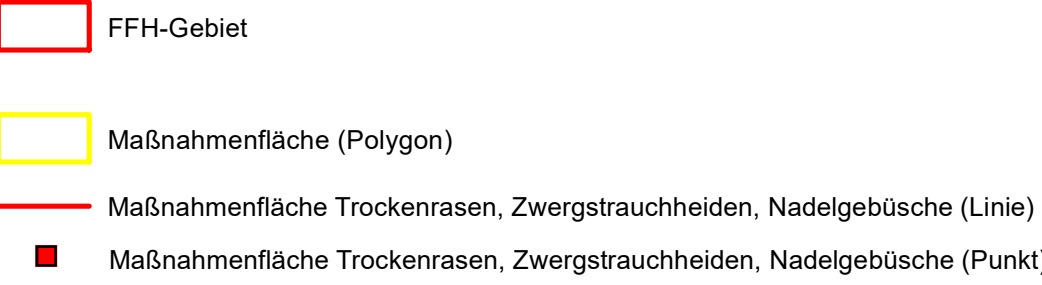 FFH-Gebiet
Maßnahmenfläche (Polygon)
Maßnahmenfläche Trockenrasen, Zwergstrauchheiden, Nadelgebüsche (Linie)
Maßnahmenfläche Trockenrasen, Zwergstrauchheiden, Nadelgebüsche (Punkt)